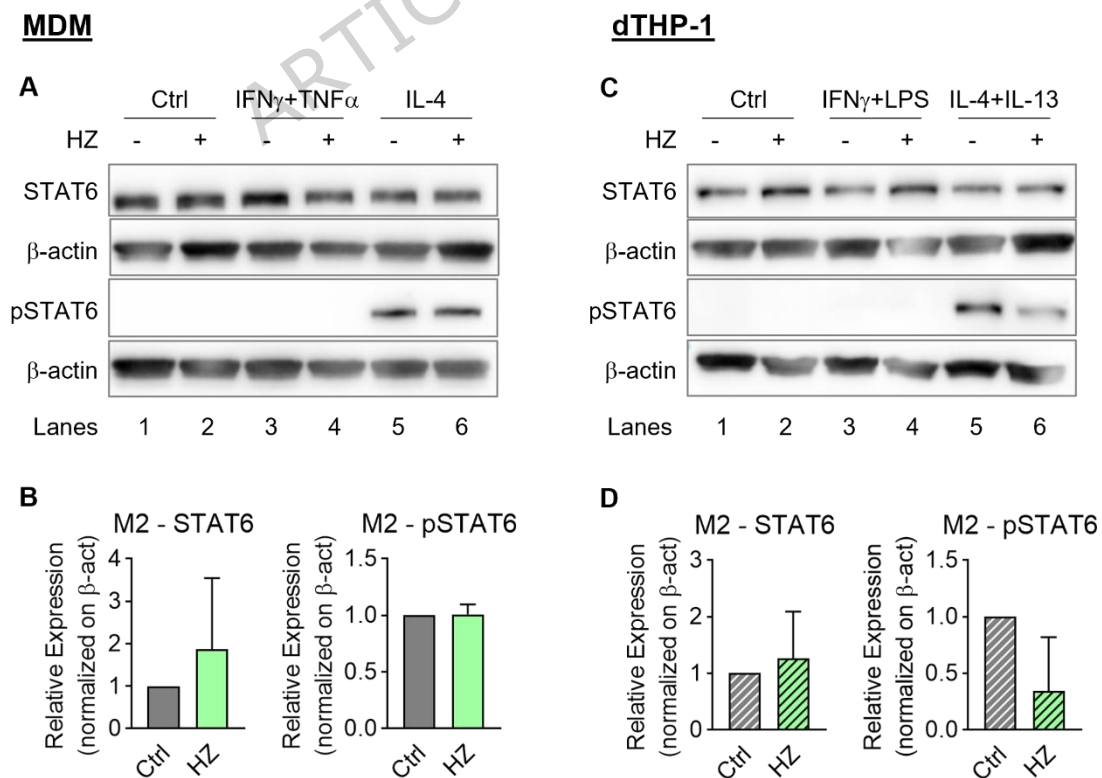 MDM
dTHP-1
ARTIC
A
Ctrl IFNγ+TNFα IL-4
HZ - + - + - +
STAT6
β-actin
pSTAT6
β-actin
Lanes 1 2 3 4 5 6
C
Ctrl IFNγ+LPS IL-4+IL-13
HZ - + - + - +
STAT6
β-actin
pSTAT6
β-actin
Lanes 1 2 3 4 5 6
B
M2 - STAT6
Relative Expression
(normalized on β-act)
4
3
2
1
0
Ctrl HZ
M2 - pSTAT6
Relative Expression
(normalized on β-act)
1.5
1.0
0.5
0.0
Ctrl HZ
D
M2 - STAT6
Relative Expression
(normalized on β-act)
3
2
1
0
Ctrl HZ
M2 - pSTAT6
Relative Expression
(normalized on β-act)
1.5
1.0
0.5
0.0
Ctrl HZ